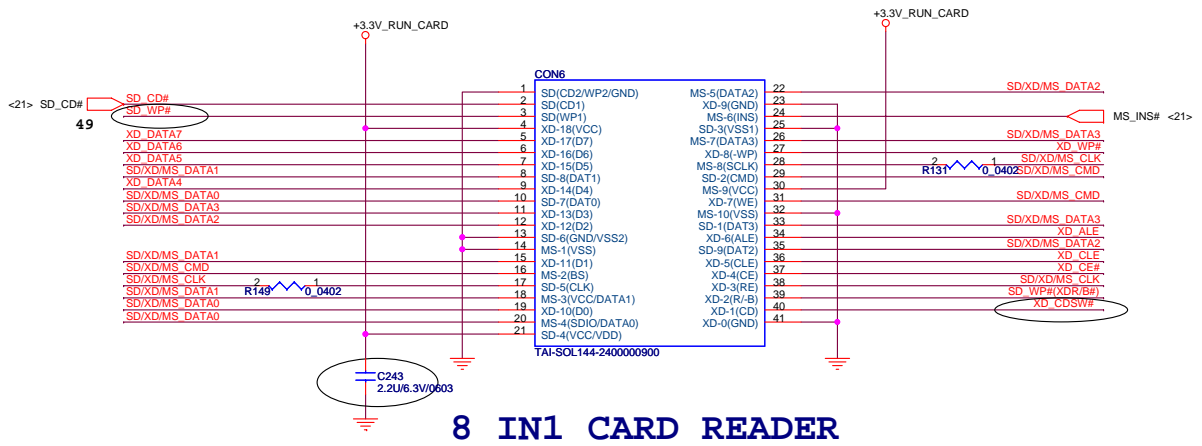 +3.3V_RUN_CARD
+3.3V_RUN_CARD
CON6
<21> SD_CD#
SD_CD#
SD_WP#
49
XD_DATA7
XD_DATA6
XD_DATA5
SD/XD/MS_DATA1
XD_DATA4
SD/XD/MS_DATA0
SD/XD/MS_DATA3
SD/XD/MS_DATA2
SD/XD/MS_DATA1
SD/XD/MS_CMD
SD/XD/MS_CLK
R149 2 1 0_0402
SD/XD/MS_DATA1
SD/XD/MS_DATA0
SD/XD/MS_DATA0
1 SD(CD2/WP2/GND)
2 SD(CD1)
3 SD(WP1)
4 XD-18(VCC)
5 XD-17(D7)
6 XD-16(D6)
7 XD-15(D5)
8 SD-8(DAT1)
9 XD-14(D4)
10 SD-7(DAT0)
11 XD-13(D3)
12 XD-12(D2)
13 SD-6(GND/VSS2)
14 MS-1(VSS)
15 XD-11(D1)
16 MS-2(BS)
17 SD-5(CLK)
18 MS-3(VCC/DATA1)
19 XD-10(D0)
20 MS-4(SDIO/DATA0)
21 SD-4(VCC/VDD)
MS-5(DATA2) 22
XD-9(GND) 23
MS-6(INS) 24
SD-3(VSS1) 25
MS-7(DATA3) 26
XD-8(-WP) 27
MS-8(SCLK) 28
SD-2(CMD) 29
MS-9(VCC) 30
XD-7(WE) 31
MS-10(VSS) 32
SD-1(DAT3) 33
XD-6(ALE) 34
SD-9(DAT2) 35
XD-5(CLE) 36
XD-4(CE) 37
XD-3(RE) 38
XD-2(R/-B) 39
XD-1(CD) 40
XD-0(GND) 41
SD/XD/MS_DATA2
MS_INS# <21>
SD/XD/MS_DATA3
XD_WP#
SD/XD/MS_CLK
R131 2 1 0_0402
SD/XD/MS_CMD
SD/XD/MS_CMD
SD/XD/MS_DATA3
XD_ALE
SD/XD/MS_DATA2
XD_CLE
XD_CE#
SD/XD/MS_CLK
SD_WP#(XDR/B#)
XD_CDSW#
TAI-SOL144-2400000900
C243
2.2U/6.3V/0603
8 IN1 CARD READER